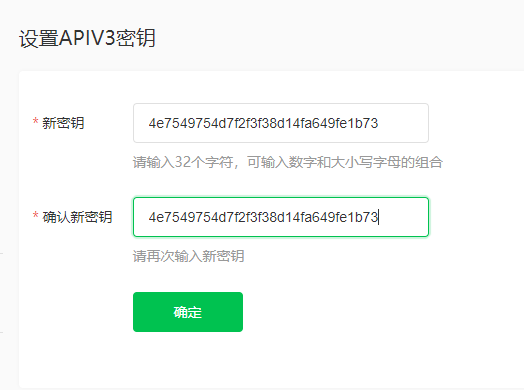 设置APIV3密钥
* 新密钥
4e7549754d7f2f3f38d14fa649fe1b73
请输入32个字符，可输入数字和大小写字母的组合
* 确认新密钥
4e7549754d7f2f3f38d14fa649fe1b73
请再次输入新密钥
确定